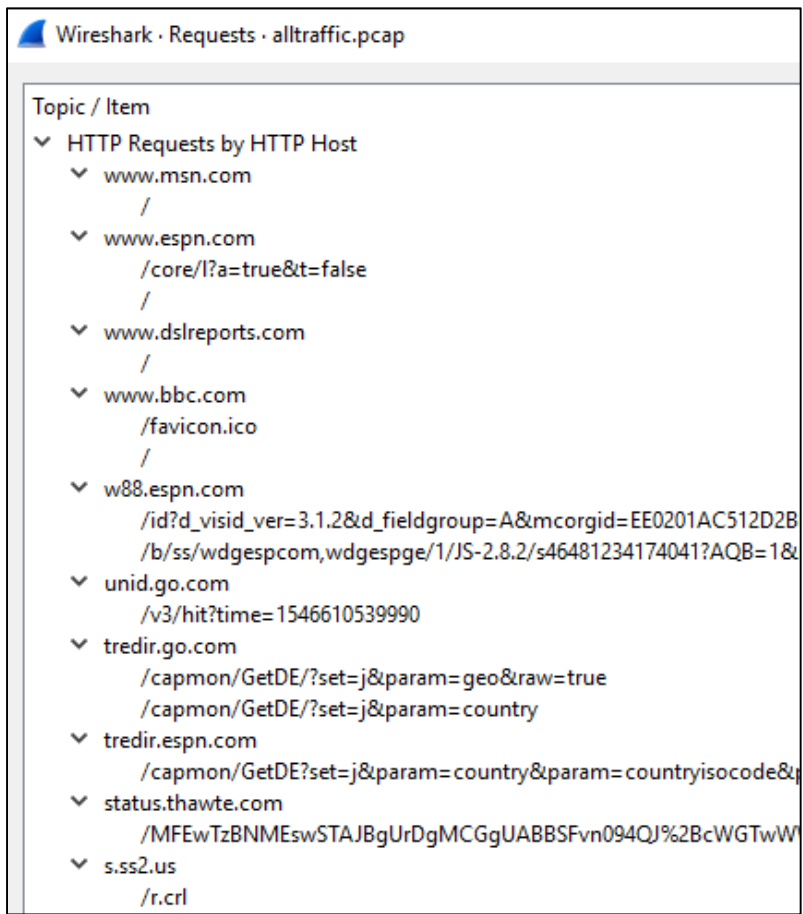 Wireshark · Requests · alltraffic.pcap
Topic / Item
HTTP Requests by HTTP Host
www.msn.com
/
www.espn.com
/core/l?a=true&t=false
/
www.dslreports.com
/
www.bbc.com
/favicon.ico
/
w88.espn.com
/id?d_visid_ver=3.1.2&d_fieldgroup=A&mcorgid=EE0201AC512D2B
/b/ss/wdgespcom,wdgespge/1/JS-2.8.2/s46481234174041?AQB=1&
unid.go.com
/v3/hit?time=1546610539990
tredir.go.com
/capmon/GetDE/?set=j&param=geo&raw=true
/capmon/GetDE/?set=j&param=country
tredir.espn.com
/capmon/GetDE?set=j&param=country&param=countryisocode&p
status.thawte.com
/MFEwTzBNMEswSTAJBgUrDgMCGgUABBSFvn094QJ%2BcWGTwW
s.ss2.us
/r.crl